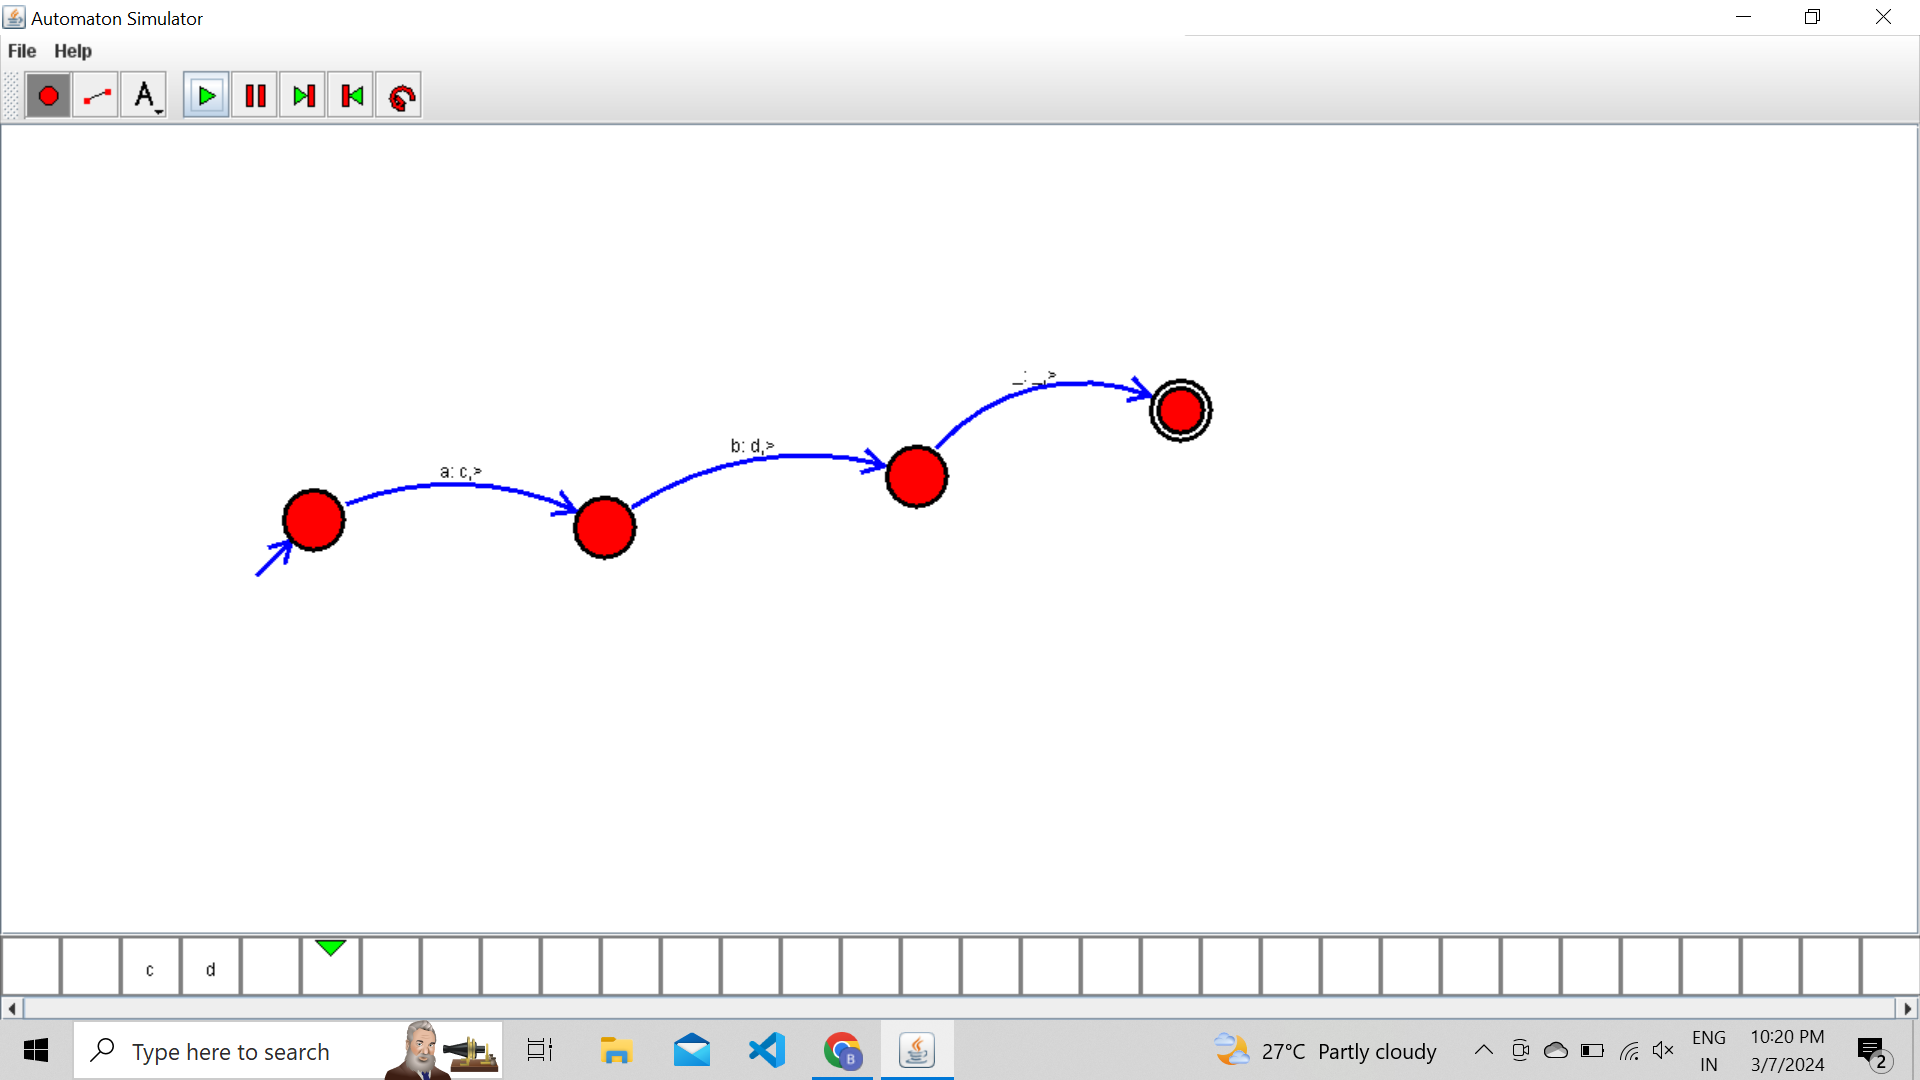 Automaton Simulator
File Help
A
_: _,>
b: d,>
a: c,>
c d
Type here to search
B
27°C Partly cloudy
ENG
IN
10:20 PM
3/7/2024
2